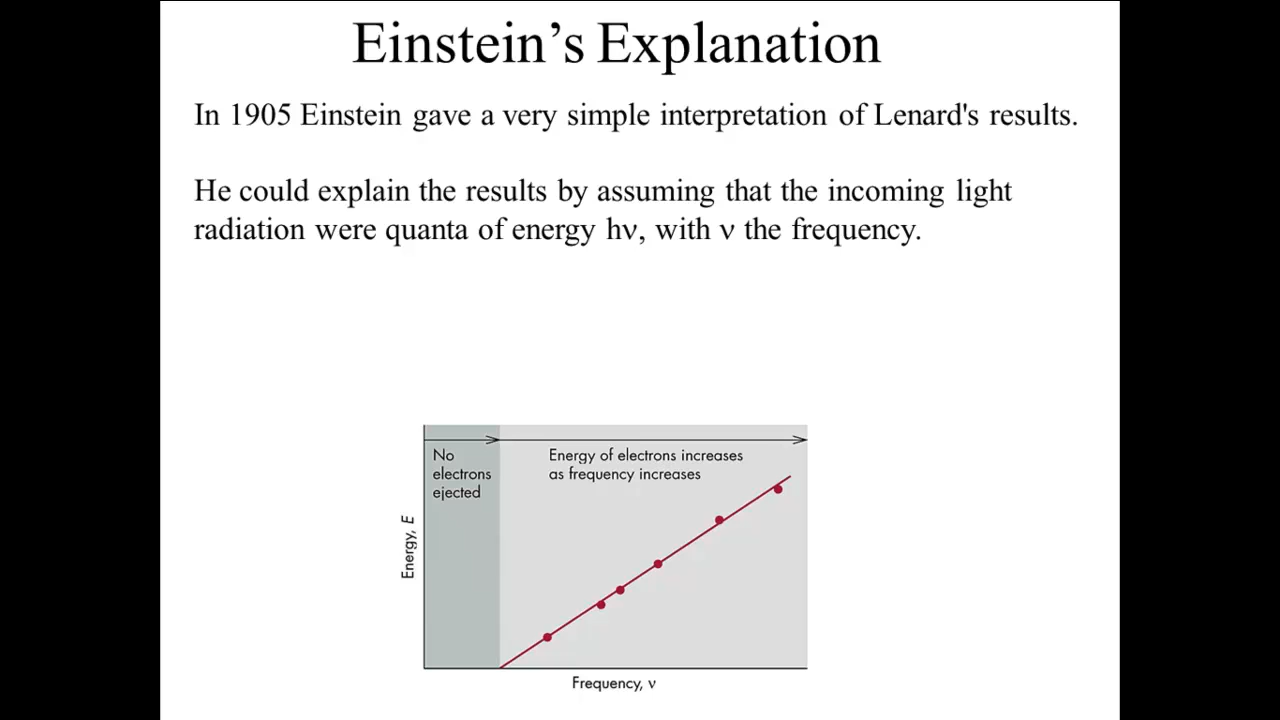 Einstein’s Explanation
In 1905 Einstein gave a very simple interpretation of Lenard's results.
He could explain the results by assuming that the incoming light
radiation were quanta of energy hν, with ν the frequency.
No
electrons
ejected
Energy of electrons increases
as frequency increases
Energy, E
Frequency, ν